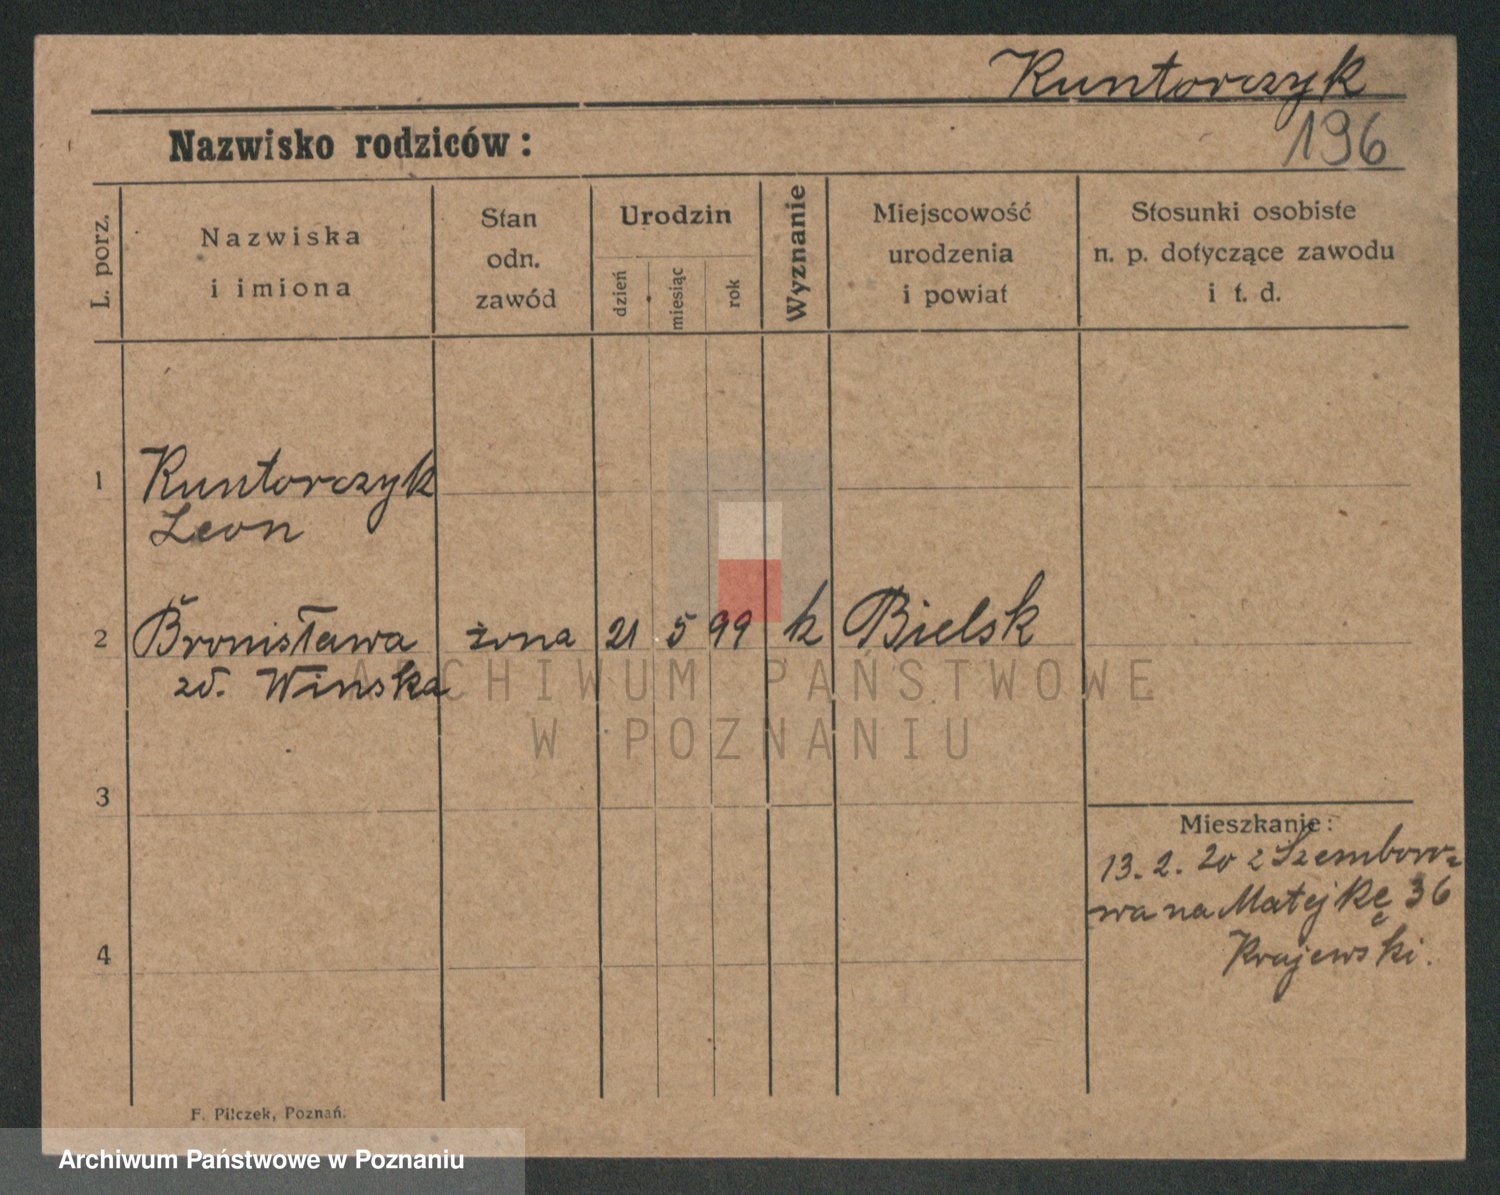 Kuntorczyk
196
Nazwisko rodziców:
L. porz.
Nazwiska
i imiona
Stan
odn.
zawód
Urodzin
dzień
miesiąc
rok
Wyznanie
Miejscowość
urodzenia
i powiat
Stosunki osobiste
n. p. dotyczące zawodu
i t. d.
1
Kuntorczyk
Leon
2 Bronisława żona 21 5 99 k Bielsk
zd. Winska
ARCHIWUM PAŃSTWOWE
W POZNANIU
3
Mieszkanie:
13. 2. 20 z Szembowo-
wa na Matejkę 36
Krajewski.
4
F. Pilczek, Poznań.
Archiwum Państwowe w Poznaniu